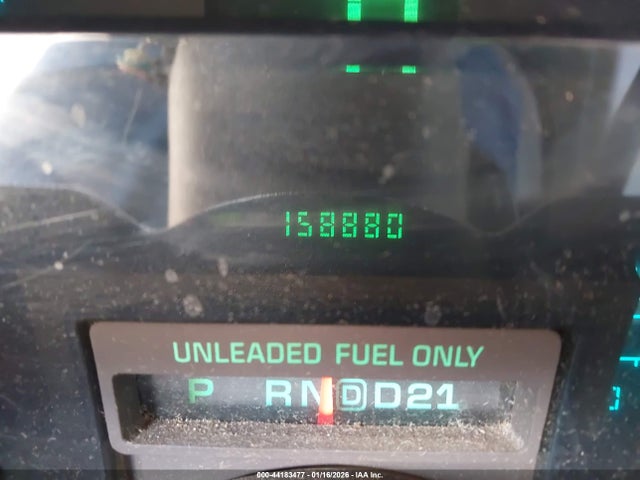 158880
UNLEADED FUEL ONLY
P RNDD21
000-44183477 - 01/16/2026 - IAA Inc.